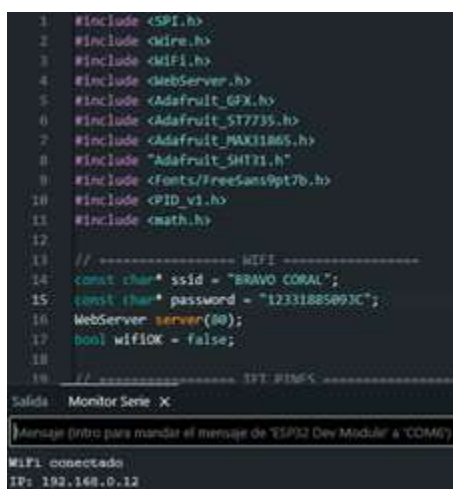 1 #include <SPI.h>
2 #include <Wire.h>
3 #include <WiFi.h>
4 #include <WebServer.h>
5 #include <Adafruit_GFX.h>
6 #include <Adafruit_ST7735.h>
7 #include <Adafruit_MAX31865.h>
8 #include "Adafruit_SHT31.h"
9 #include <Fonts/FreeSans9pt7b.h>
10 #include <PID_v1.h>
11 #include <math.h>
12
13 // ================= WIFI =================
14 const char* ssid = "BRAVO CORAL";
15 const char* password = "1233188509JC";
16 WebServer server(80);
17 bool wifiOK = false;
18
19 // ================= TFT PINES =================
Salida Monitor Serie X
Mensaje (Intro para mandar el mensaje de 'ESP32 Dev Module' a 'COM6')
WiFi conectado
IP: 192.168.0.12